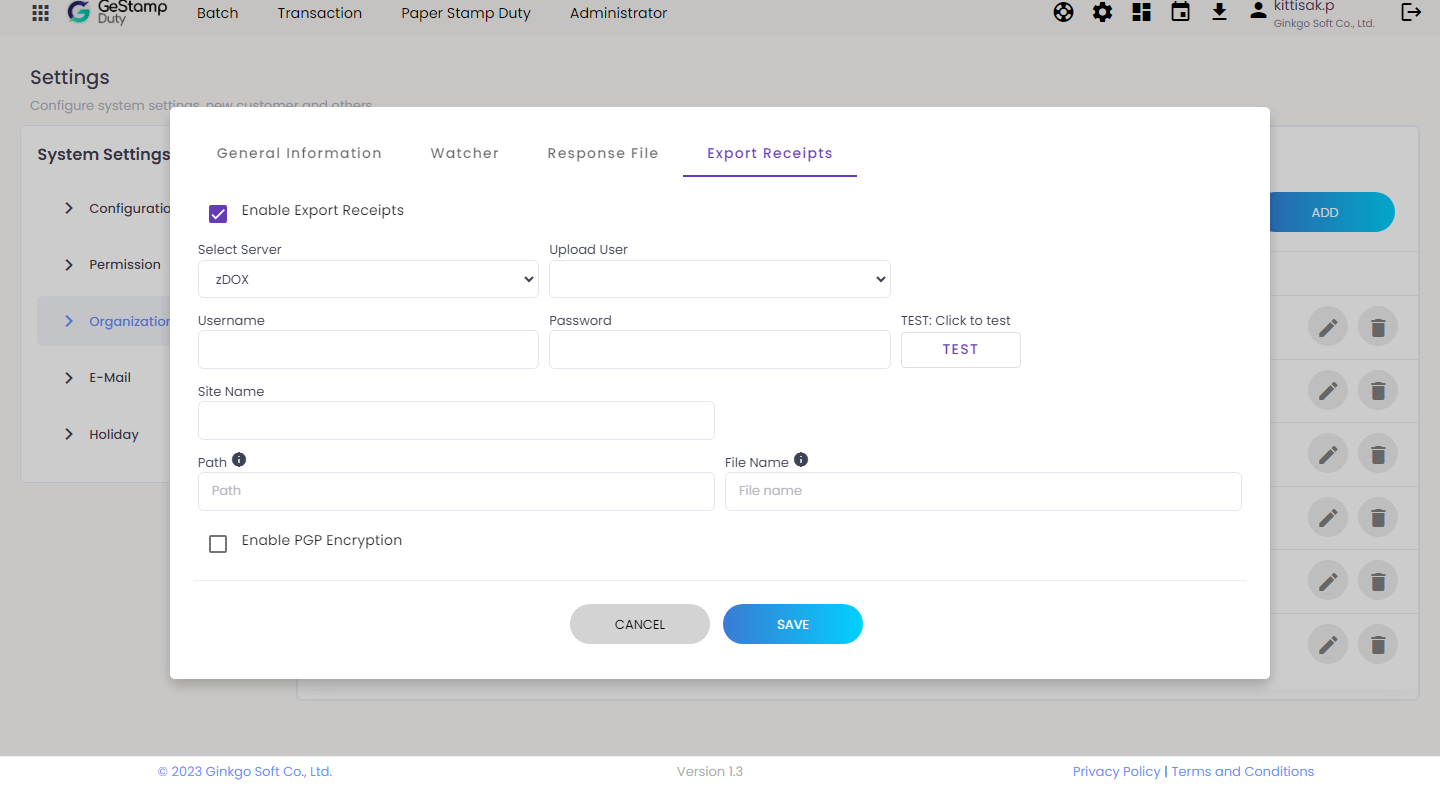 GeStamp
Duty
Batch
Transaction
Paper Stamp Duty
Administrator
kittisak.p
Ginkgo Soft Co., Ltd.
Settings
Configure system settings, new customer and others
System Settings
General Information
Watcher
Response File
Export Receipts
Configuratio
Permission
Organization
E-Mail
Holiday
ADD
Enable Export Receipts
Select Server
Upload User
zDOX
Username
Password
TEST: Click to test
TEST
Site Name
Path
File Name
Path
File name
Enable PGP Encryption
CANCEL
SAVE
© 2023 Ginkgo Soft Co., Ltd.
Version 1.3
Privacy Policy | Terms and Conditions